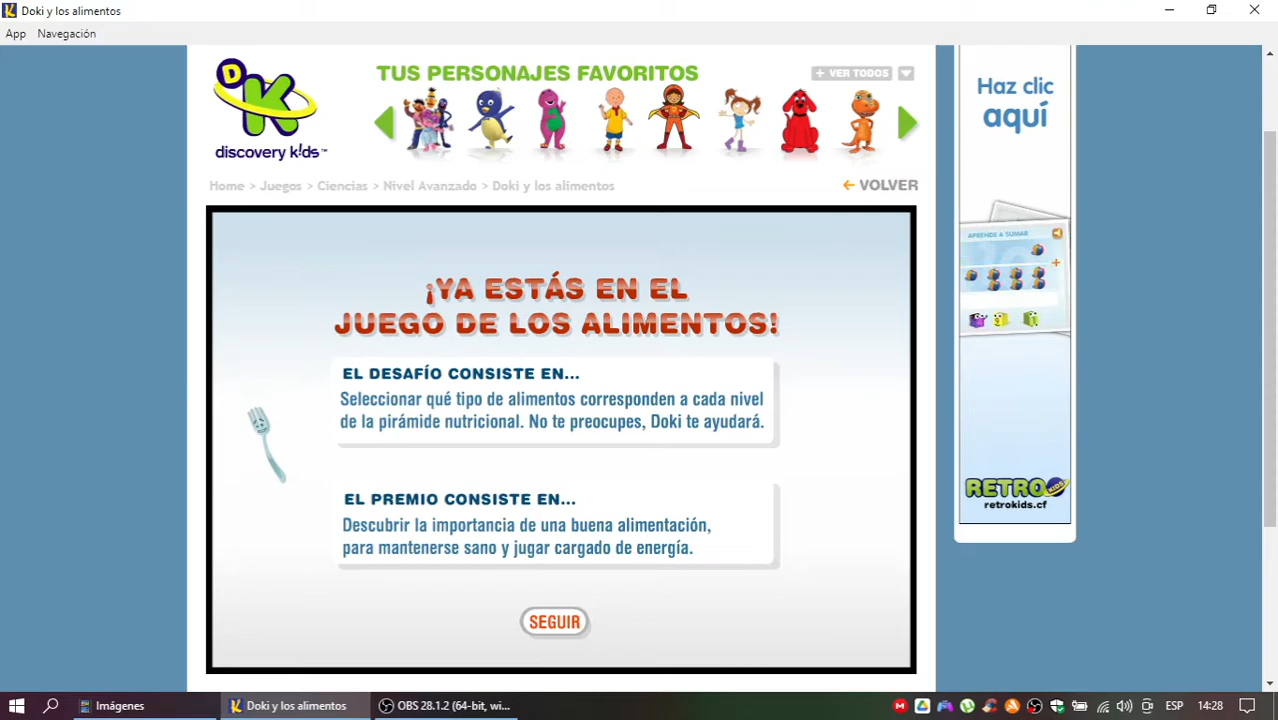 Doki y los alimentos
App Navegación
D
K
discovery k!ds™
TUS PERSONAJES FAVORITOS
+ VER TODOS
Home > Juegos > Ciencias > Nivel Avanzado > Doki y los alimentos
← VOLVER
¡YA ESTÁS EN EL
JUEGO DE LOS ALIMENTOS!
EL DESAFÍO CONSISTE EN...
Seleccionar qué tipo de alimentos corresponden a cada nivel
de la pirámide nutricional. No te preocupes, Doki te ayudará.
EL PREMIO CONSISTE EN...
Descubrir la importancia de una buena alimentación,
para mantenerse sano y jugar cargado de energía.
SEGUIR
Haz clic
aquí
APRENDE A SUMAR
+
RETRO KIDS
retrokids.cf
Imágenes
Doki y los alimentos
OBS 28.1.2 (64-bit, wi...
ESP
14:28